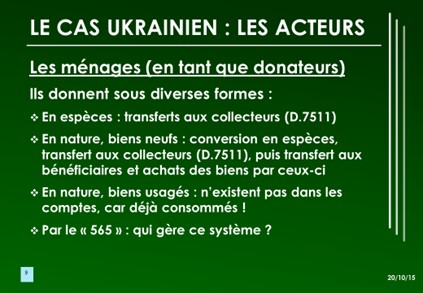 LE CAS UKRAINIEN : LES ACTEURS
Les ménages (en tant que donateurs)
Ils donnent sous diverses formes :
❖ En espèces : transferts aux collecteurs (D.7511)
❖ En nature, biens neufs : conversion en espèces,
transfert aux collecteurs (D.7511), puis transfert aux
bénéficiaires et achats des biens par ceux-ci
❖ En nature, biens usagés : n'existent pas dans les
comptes, car déjà consommés !
❖ Par le « 565 » : qui gère ce système ?
9
20/10/15